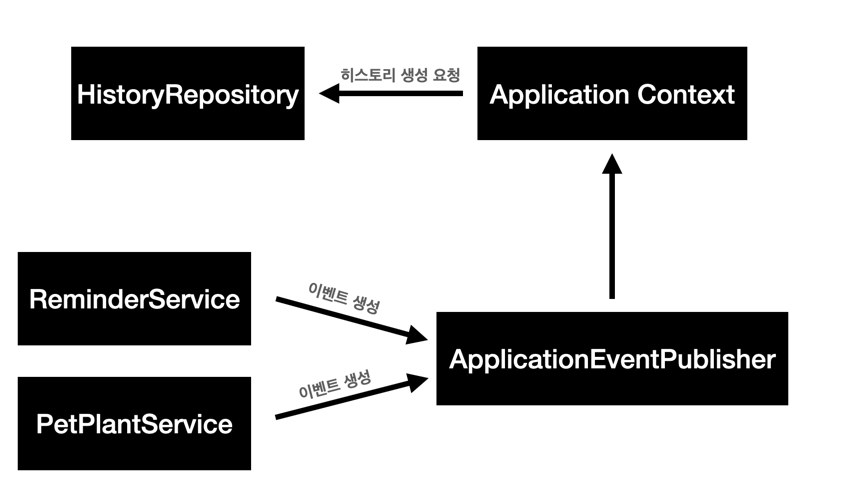 HistoryRepository
히스토리 생성 요청
Application Context
ReminderService
이벤트 생성
ApplicationEventPublisher
이벤트 생성
PetPlantService